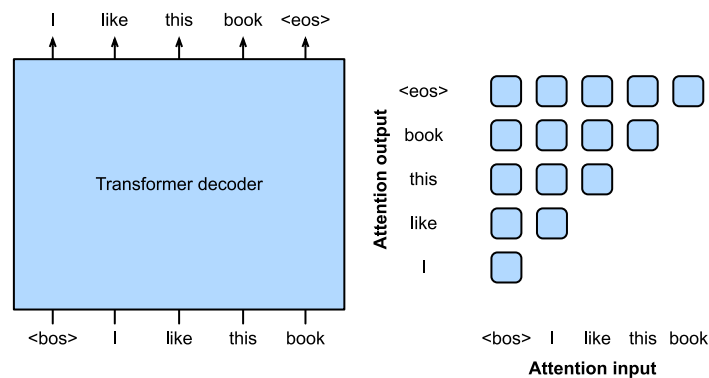 I like this book <eos>
Transformer decoder
<bos> I like this book
Attention output
<eos>
book
this
like
I
<bos> I like this book
Attention input